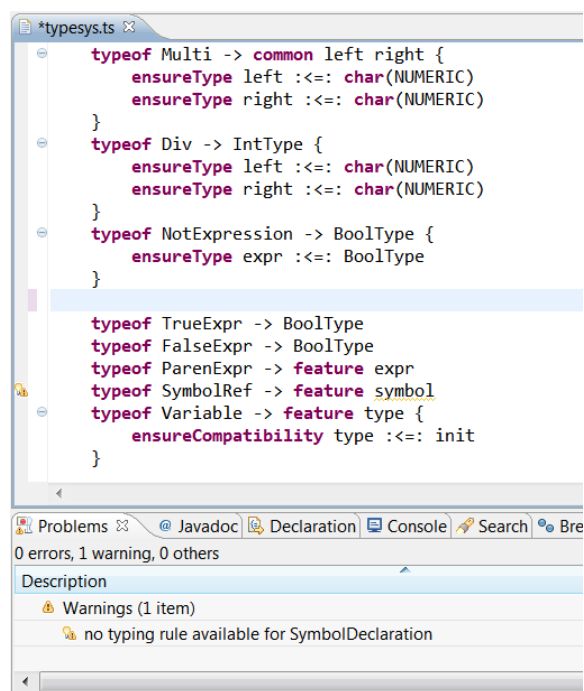 *typesys.ts
typeof Multi -> common left right {
ensureType left :<=: char(NUMERIC)
ensureType right :<=: char(NUMERIC)
}
typeof Div -> IntType {
ensureType left :<=: char(NUMERIC)
ensureType right :<=: char(NUMERIC)
}
typeof NotExpression -> BoolType {
ensureType expr :<=: BoolType
}
typeof TrueExpr -> BoolType
typeof FalseExpr -> BoolType
typeof ParenExpr -> feature expr
typeof SymbolRef -> feature symbol
typeof Variable -> feature type {
ensureCompatibility type :<=: init
}
Problems @ Javadoc Declaration Console Search Bre
0 errors, 1 warning, 0 others
Description
Warnings (1 item)
no typing rule available for SymbolDeclaration